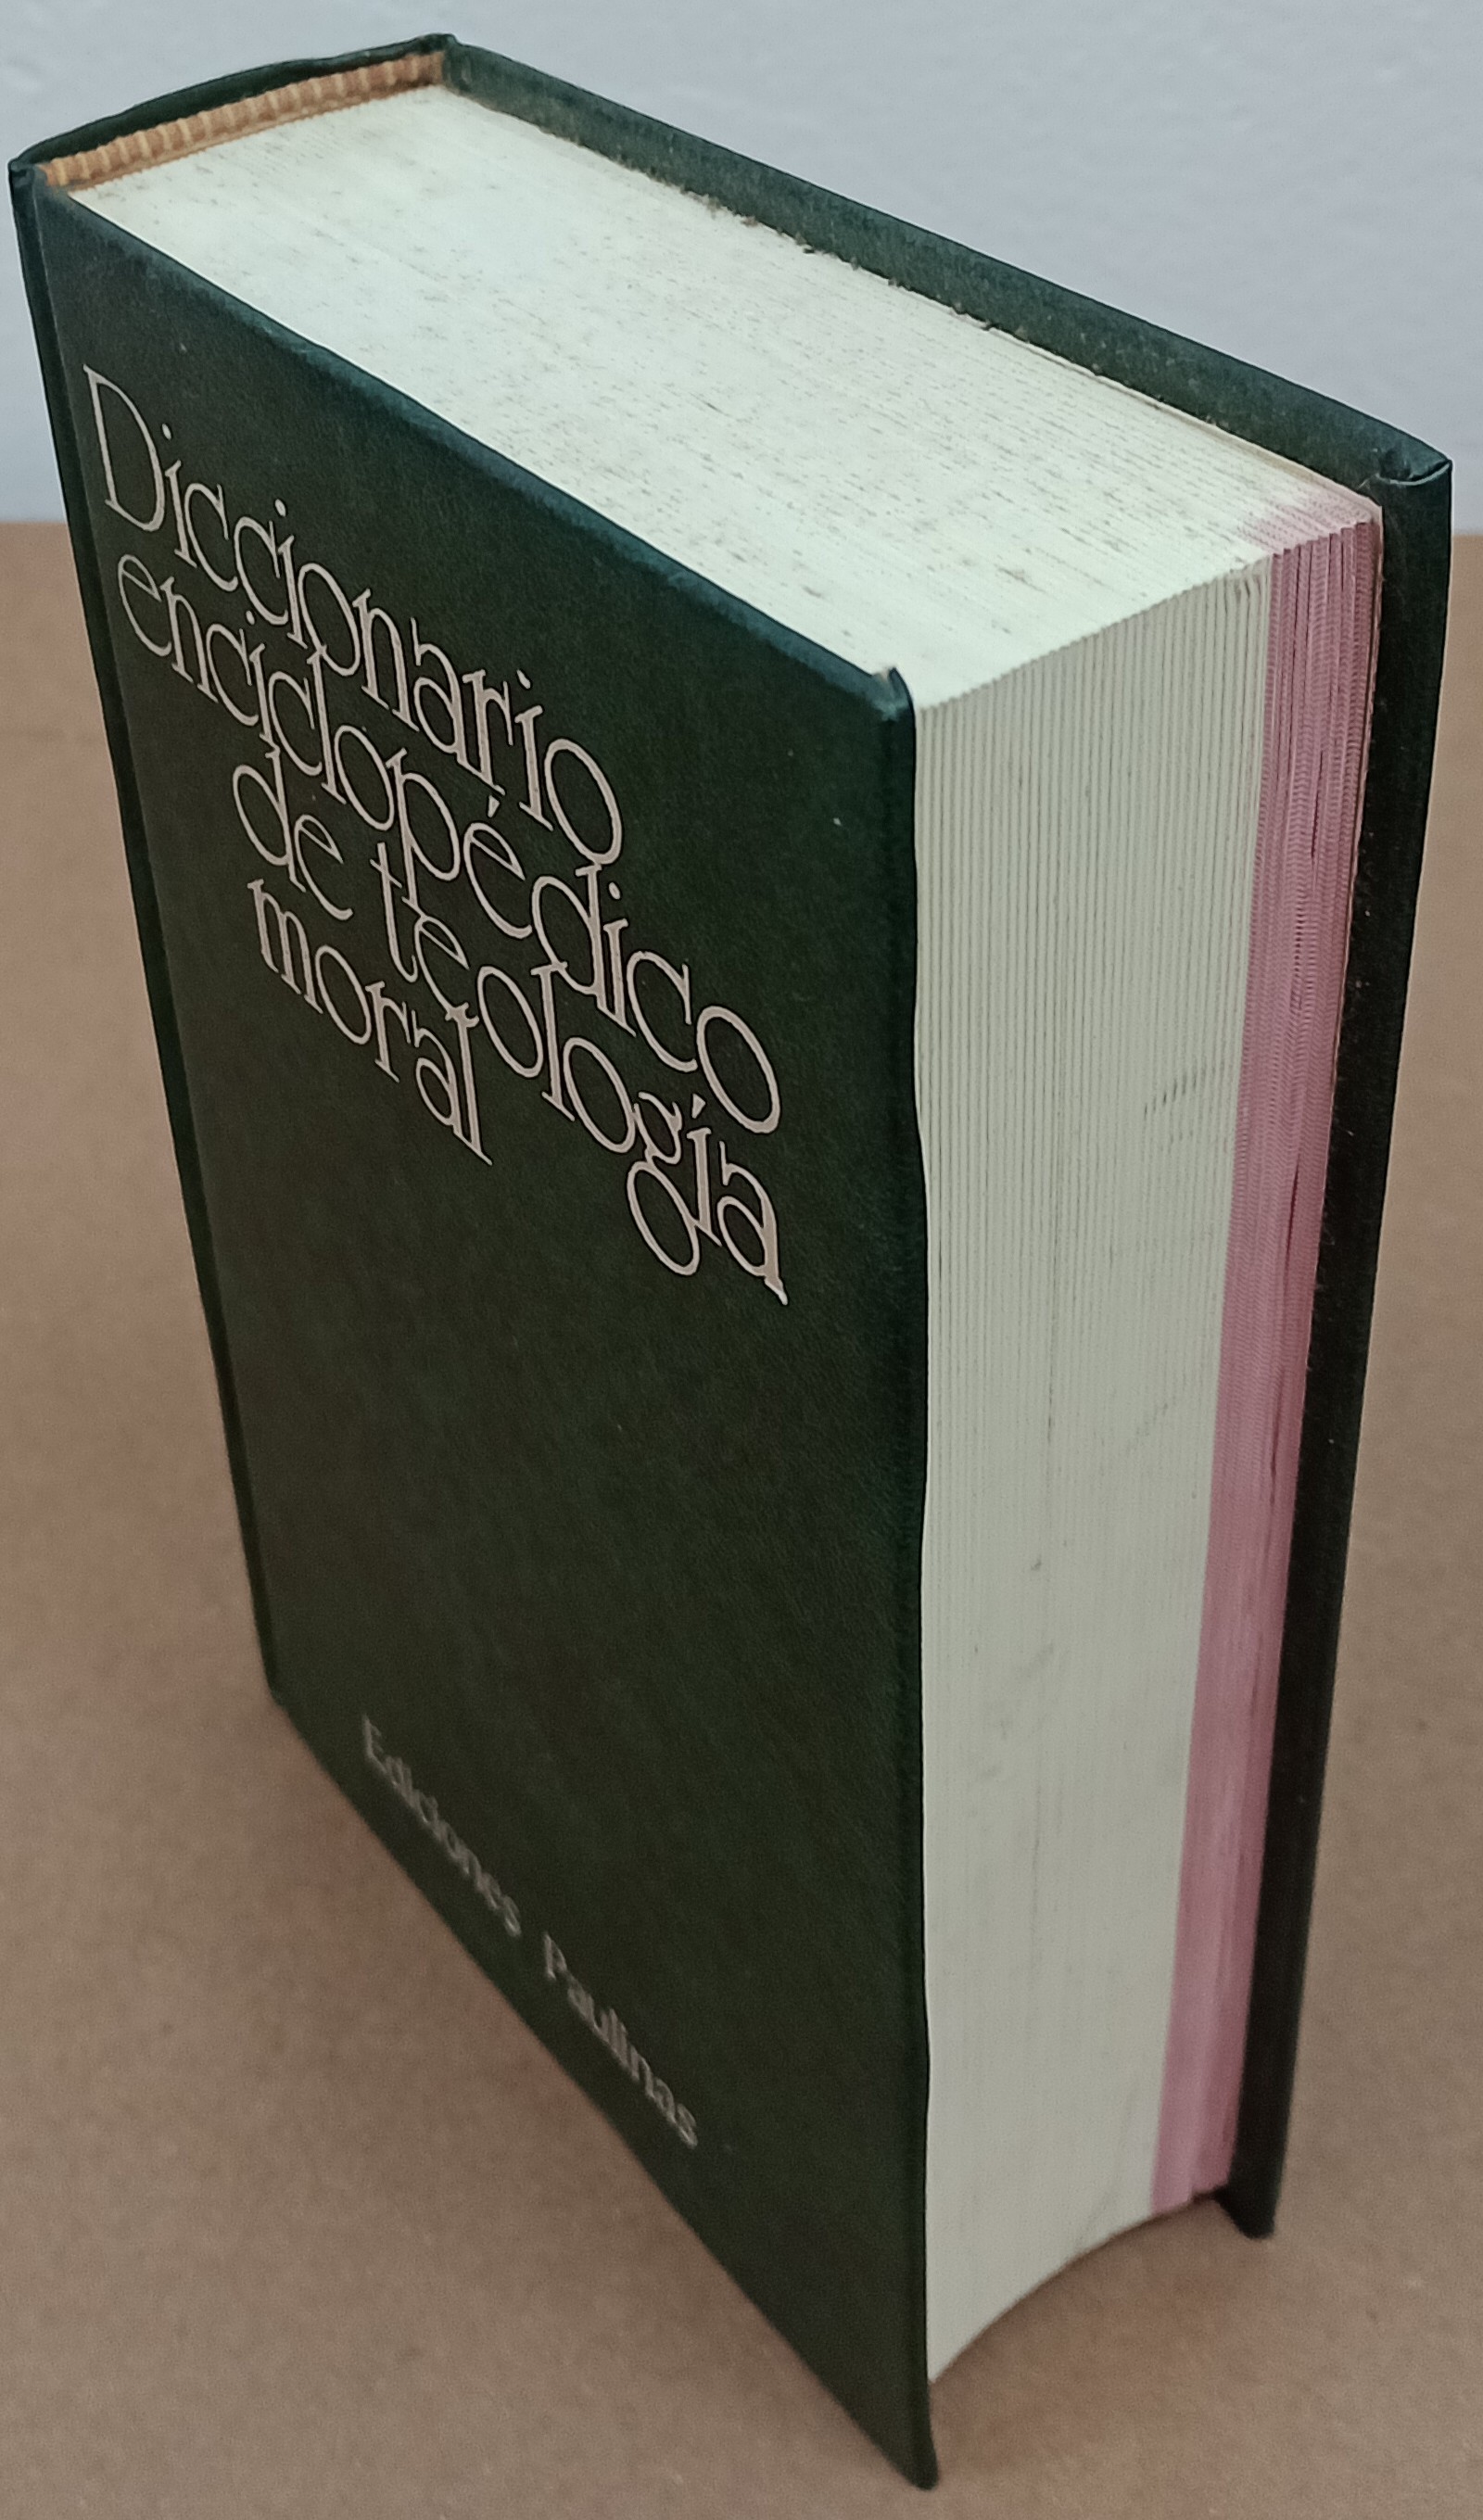 Diccionario
enciclopédico
de teología
moral
Ediciones Paulinas